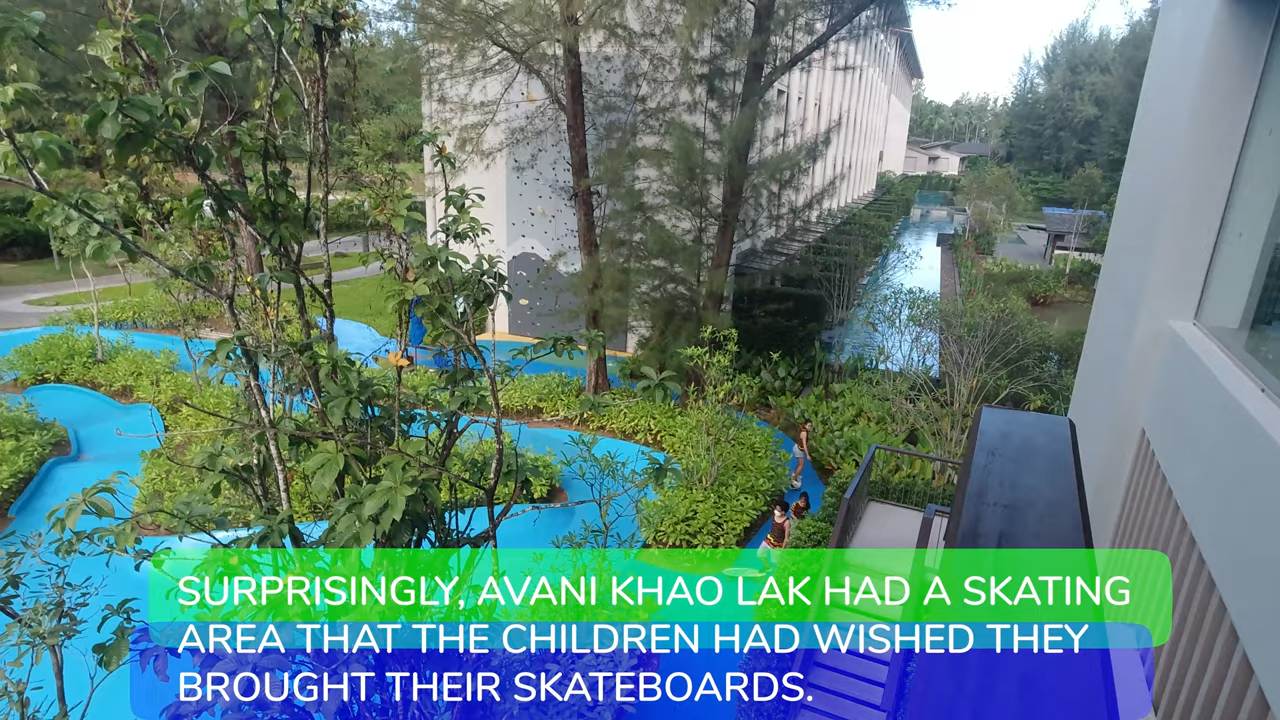 SURPRISINGLY, AVANI KHAO LAK HAD A SKATING
AREA THAT THE CHILDREN HAD WISHED THEY
BROUGHT THEIR SKATEBOARDS.